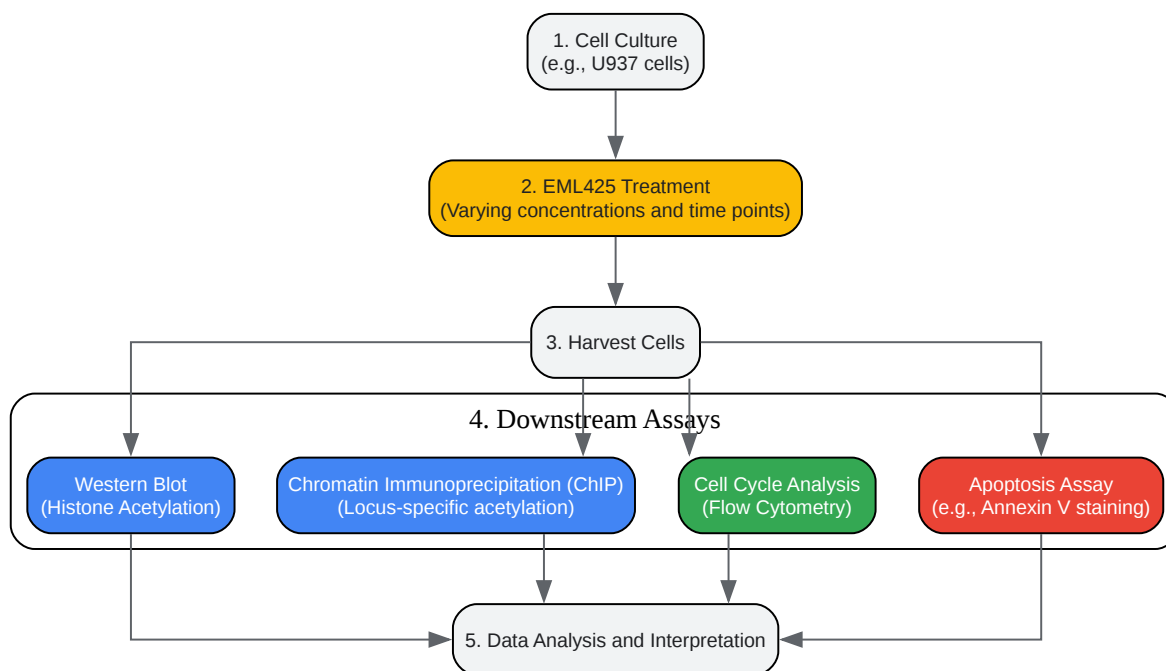 1. Cell Culture
(e.g., U937 cells)
2. EML425 Treatment
(Varying concentrations and time points)
3. Harvest Cells
4. Downstream Assays
Western Blot
(Histone Acetylation)
Chromatin Immunoprecipitation (ChIP)
(Locus-specific acetylation)
Cell Cycle Analysis
(Flow Cytometry)
Apoptosis Assay
(e.g., Annexin V staining)
5. Data Analysis and Interpretation